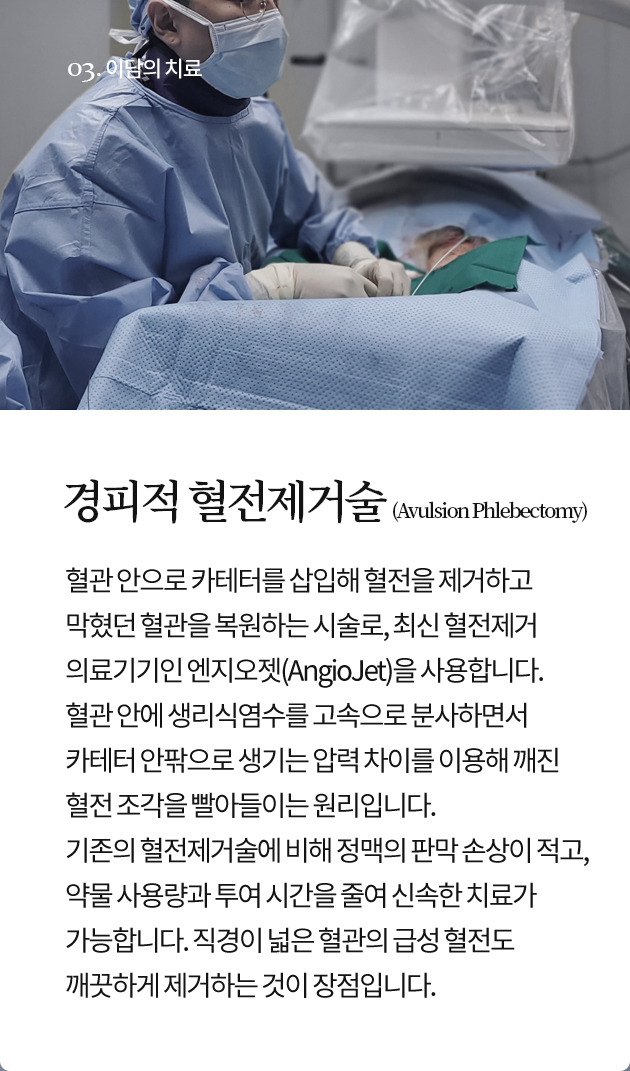 03. 이담의 치료
경피적 혈전제거술 (Avulsion Phlebectomy)
혈관 안으로 카테터를 삽입해 혈전을 제거하고
막혔던 혈관을 복원하는 시술로, 최신 혈전제거
의료기기인 엔지오젯(AngioJet)을 사용합니다.
혈관 안에 생리식염수를 고속으로 분사하면서
카테터 안팎으로 생기는 압력 차이를 이용해 깨진
혈전 조각을 빨아들이는 원리입니다.
기존의 혈전제거술에 비해 정맥의 판막 손상이 적고,
약물 사용량과 투여 시간을 줄여 신속한 치료가
가능합니다. 직경이 넓은 혈관의 급성 혈전도
깨끗하게 제거하는 것이 장점입니다.